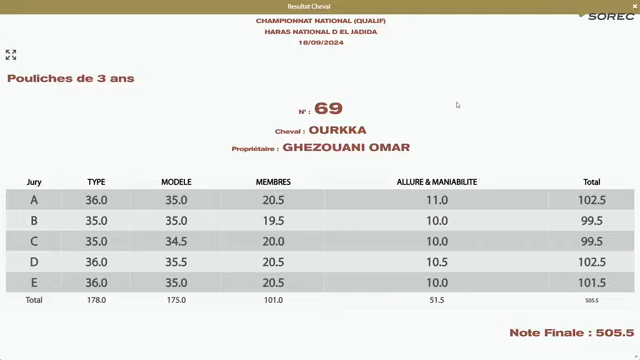 Resultat Cheval
CHAMPIONNAT NATIONAL (QUALIF)
SOREC
HARAS NATIONAL D EL JADIDA
18/09/2024
Pouliches de 3 ans
N° : 69
Cheval : OURKKA
Propriétaire : GHEZOUANI OMAR
Jury TYPE MODELE MEMBRES ALLURE & MANIABILITE Total
A 36.0 35.0 20.5 11.0 102.5
B 35.0 35.0 19.5 10.0 99.5
C 35.0 34.5 20.0 10.0 99.5
D 36.0 35.5 20.5 10.5 102.5
E 36.0 35.0 20.5 10.0 101.5
Total 178.0 175.0 101.0 51.5 505.5
Note Finale : 505.5